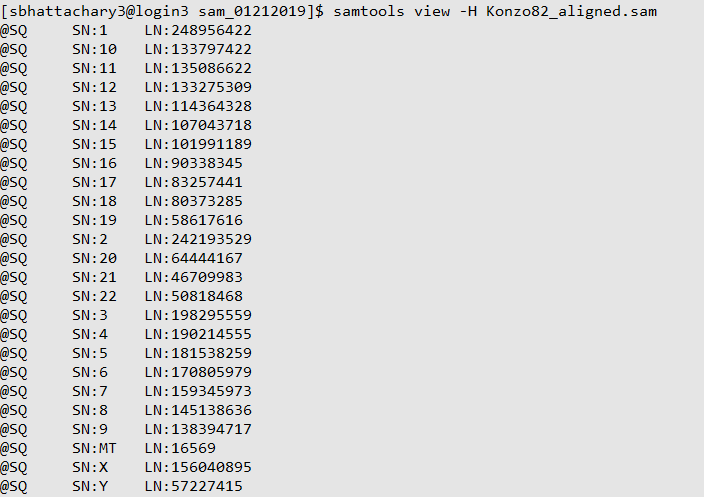 [sbhattachary3@login3 sam_01212019]$ samtools view -H Konzo82_aligned.sam
@SQ SN:1 LN:248956422
@SQ SN:10 LN:133797422
@SQ SN:11 LN:135086622
@SQ SN:12 LN:133275309
@SQ SN:13 LN:114364328
@SQ SN:14 LN:107043718
@SQ SN:15 LN:101991189
@SQ SN:16 LN:90338345
@SQ SN:17 LN:83257441
@SQ SN:18 LN:80373285
@SQ SN:19 LN:58617616
@SQ SN:2 LN:242193529
@SQ SN:20 LN:64444167
@SQ SN:21 LN:46709983
@SQ SN:22 LN:50818468
@SQ SN:3 LN:198295559
@SQ SN:4 LN:190214555
@SQ SN:5 LN:181538259
@SQ SN:6 LN:170805979
@SQ SN:7 LN:159345973
@SQ SN:8 LN:145138636
@SQ SN:9 LN:138394717
@SQ SN:MT LN:16569
@SQ SN:X LN:156040895
@SQ SN:Y LN:57227415